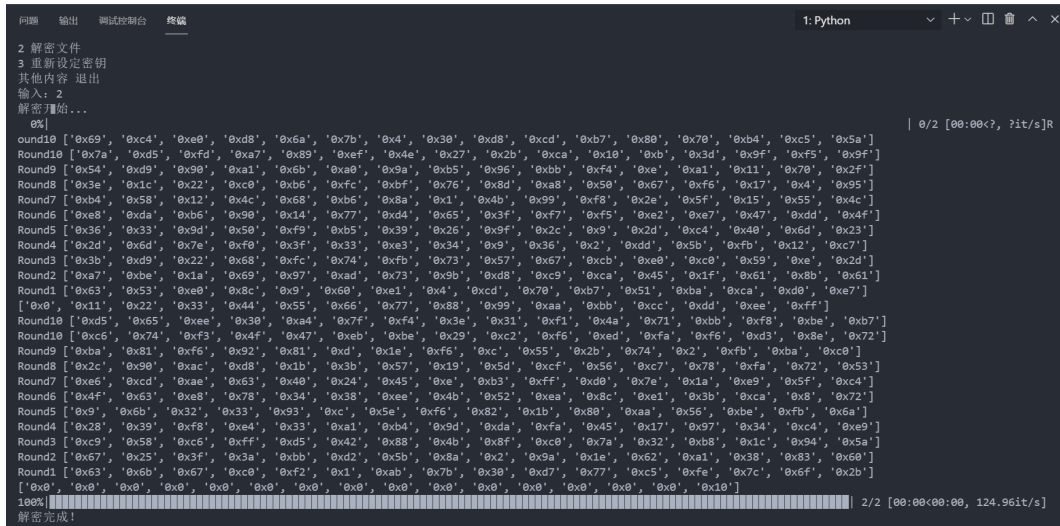 问题 输出 调试控制台 终端 1: Python
2 解密文件
3 重新设定密钥
其他内容 退出
输入: 2
解密开始...
0%| | 0/2 [00:00<?, ?it/s]R
ound10 ['0x69', '0xc4', '0xe0', '0xd8', '0x6a', '0x7b', '0x4', '0x30', '0xd8', '0xcd', '0xb7', '0x80', '0x70', '0xb4', '0xc5', '0x5a']
Round10 ['0x7a', '0xd5', '0xfd', '0xa7', '0x89', '0xef', '0x4e', '0x27', '0x2b', '0xca', '0x10', '0xb', '0x3d', '0x9f', '0xf5', '0x9f']
Round9 ['0x54', '0xd9', '0x90', '0xa1', '0x6b', '0xa0', '0x9a', '0xb5', '0x96', '0xbb', '0xf4', '0xe', '0xa1', '0x11', '0x70', '0x2f']
Round8 ['0x3e', '0x1c', '0x22', '0xc0', '0xb6', '0xfc', '0xbf', '0x76', '0x8d', '0xa8', '0x50', '0x67', '0xf6', '0x17', '0x4', '0x95']
Round7 ['0xb4', '0x58', '0x12', '0x4c', '0x68', '0xb6', '0x8a', '0x1', '0x4b', '0x99', '0xf8', '0x2e', '0x5f', '0x15', '0x55', '0x4c']
Round6 ['0xe8', '0xda', '0xb6', '0x90', '0x14', '0x77', '0xd4', '0x65', '0x3f', '0xf7', '0xf5', '0xe2', '0xe7', '0x47', '0xdd', '0x4f']
Round5 ['0x36', '0x33', '0x9d', '0x50', '0xf9', '0xb5', '0x39', '0x26', '0x9f', '0x2c', '0x9', '0x2d', '0xc4', '0x40', '0x6d', '0x23']
Round4 ['0x2d', '0x6d', '0x7e', '0xf0', '0x3f', '0x33', '0xe3', '0x34', '0x9', '0x36', '0x2', '0xdd', '0x5b', '0xfb', '0x12', '0xc7']
Round3 ['0x3b', '0xd9', '0x22', '0x68', '0xfc', '0x74', '0xfb', '0x73', '0x57', '0x67', '0xcb', '0xe0', '0xc0', '0x59', '0xe', '0x2d']
Round2 ['0xa7', '0xbe', '0x1a', '0x69', '0x97', '0xad', '0x73', '0x9b', '0xd8', '0xc9', '0xca', '0x45', '0x1f', '0x61', '0x8b', '0x61']
Round1 ['0x63', '0x53', '0xe0', '0x8c', '0x9', '0x60', '0xe1', '0x4', '0xcd', '0x70', '0xb7', '0x51', '0xba', '0xca', '0xd0', '0xe7']
['0x0', '0x11', '0x22', '0x33', '0x44', '0x55', '0x66', '0x77', '0x88', '0x99', '0xaa', '0xbb', '0xcc', '0xdd', '0xee', '0xff']
Round10 ['0xd5', '0x65', '0xee', '0x30', '0xa4', '0x7f', '0xf4', '0x3e', '0x31', '0xf1', '0x4a', '0x71', '0xbb', '0xf8', '0xbe', '0xb7']
Round10 ['0xc6', '0x74', '0xf3', '0x4f', '0x47', '0xeb', '0xbe', '0x29', '0xc2', '0xf6', '0xed', '0xfa', '0xf6', '0xd3', '0x8e', '0x72']
Round9 ['0xba', '0x81', '0xf6', '0x92', '0x81', '0xd', '0x1e', '0xf6', '0xc', '0x55', '0x2b', '0x74', '0x2', '0xfb', '0xba', '0xc0']
Round8 ['0x2c', '0x90', '0xac', '0xd8', '0x1b', '0x3b', '0x57', '0x19', '0x5d', '0xcf', '0x56', '0xc7', '0x78', '0xfa', '0x72', '0x53']
Round7 ['0xe6', '0xcd', '0xae', '0x63', '0x40', '0x24', '0x45', '0xe', '0xb3', '0xff', '0xd0', '0x7e', '0x1a', '0xe9', '0x5f', '0xc4']
Round6 ['0x4f', '0x63', '0xe8', '0x78', '0x34', '0x38', '0xee', '0x4b', '0x52', '0xea', '0x8c', '0xe1', '0x3b', '0xca', '0x8', '0x72']
Round5 ['0x9', '0x6b', '0x32', '0x33', '0x93', '0xc', '0x5e', '0xf6', '0x82', '0x1b', '0x80', '0xaa', '0x56', '0xbe', '0xfb', '0x6a']
Round4 ['0x28', '0x39', '0xf8', '0xe4', '0x33', '0xa1', '0xb4', '0x9d', '0xda', '0xfa', '0x45', '0x17', '0x97', '0x34', '0xc4', '0xe9']
Round3 ['0xc9', '0x58', '0xc6', '0xff', '0xd5', '0x42', '0x88', '0x4b', '0x8f', '0xc0', '0x7a', '0x32', '0xb8', '0x1c', '0x94', '0x5a']
Round2 ['0x67', '0x25', '0x3f', '0x3a', '0xbb', '0xd2', '0x5b', '0x8a', '0x2', '0x9a', '0x1e', '0x62', '0xa1', '0x38', '0x83', '0x60']
Round1 ['0x63', '0x6b', '0x67', '0xc0', '0xf2', '0x1', '0xab', '0x7b', '0x30', '0xd7', '0x77', '0xc5', '0xfe', '0x7c', '0x6f', '0x2b']
['0x0', '0x0', '0x0', '0x0', '0x0', '0x0', '0x0', '0x0', '0x0', '0x0', '0x0', '0x0', '0x0', '0x0', '0x0', '0x10']
100%| | 2/2 [00:00<00:00, 124.96it/s]
解密完成!